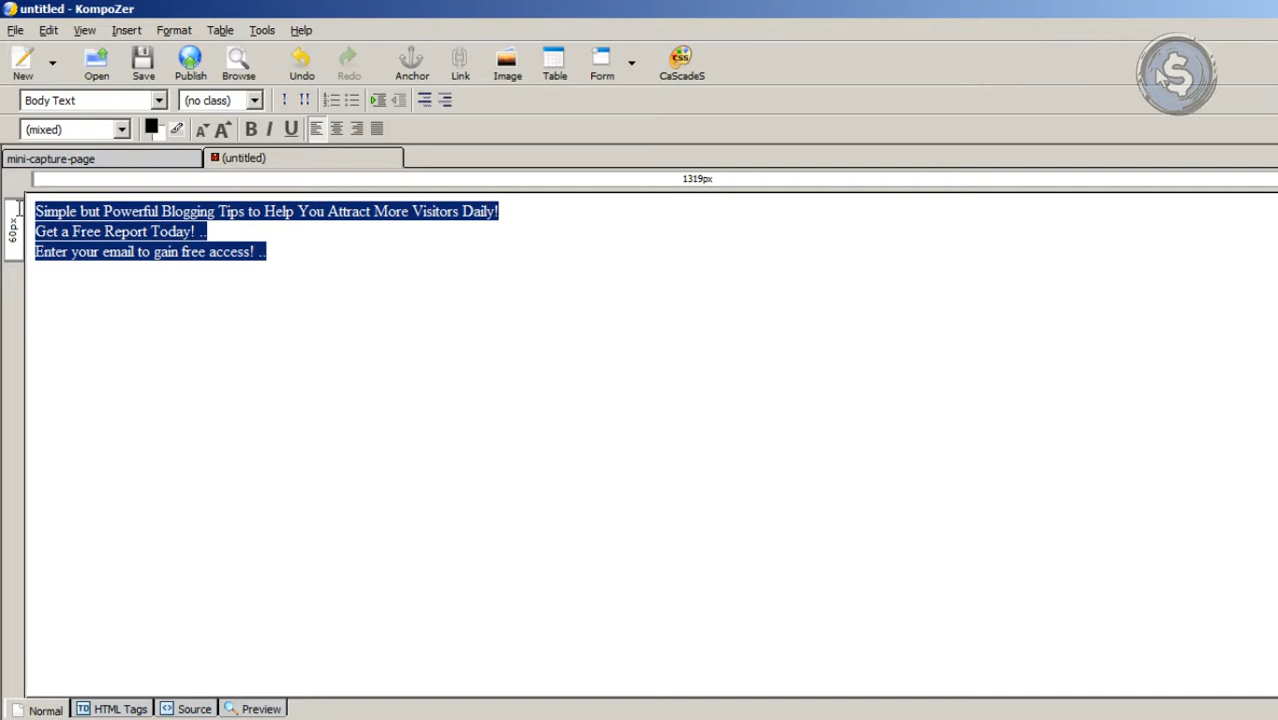 untitled - KompoZer
File Edit View Insert Format Table Tools Help
New Open Save Publish Browse Undo Redo Anchor Link Image Table Form CaScadeS
Body Text (no class)
(mixed) B I U
mini-capture-page (untitled)
1319px
60px
Simple but Powerful Blogging Tips to Help You Attract More Visitors Daily!
Get a Free Report Today! ..
Enter your email to gain free access! ..
Normal TD HTML Tags Source Preview
$